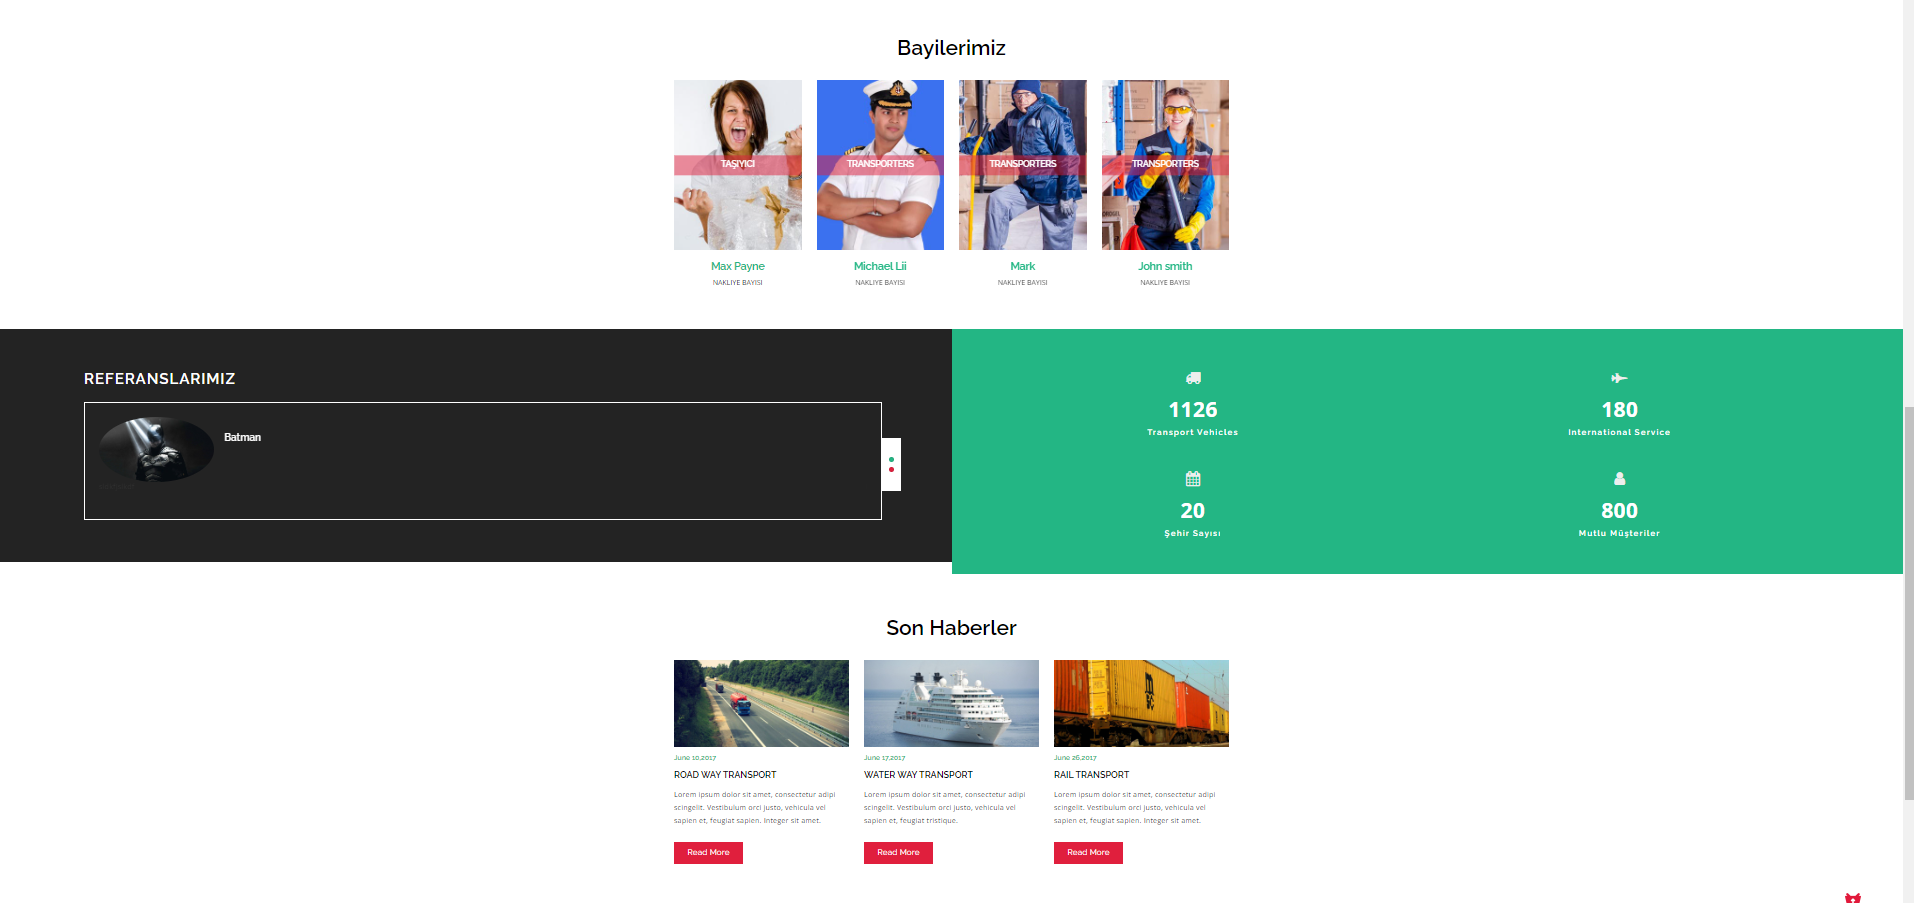 Bayilerimiz
TAŞIYICI
TRANSPORTERS
TRANSPORTERS
TRANSPORTERS
Max Payne
NAKLIYE BAYISI
Michael Lii
NAKLIYE BAYISI
Mark
NAKLIYE BAYISI
John smith
NAKLIYE BAYISI
REFERANSLARIMIZ
Batman
1126
Transport Vehicles
180
International Service
20
Şehir Sayısı
800
Mutlu Müşteriler
Son Haberler
June 10,2017
ROAD WAY TRANSPORT
Lorem ipsum dolor sit amet, consectetur adipi
scingelit. Vestibulum orci justo, vehicula vel
sapien et, feugiat sapien. Integer sit amet.
Read More
June 17,2017
WATER WAY TRANSPORT
Lorem ipsum dolor sit amet, consectetur adipi
scingelit. Vestibulum orci justo, vehicula vel
sapien et, feugiat tristique.
Read More
June 26,2017
RAIL TRANSPORT
Lorem ipsum dolor sit amet, consectetur adipi
scingelit. Vestibulum orci justo, vehicula vel
sapien et, feugiat sapien. Integer sit amet.
Read More